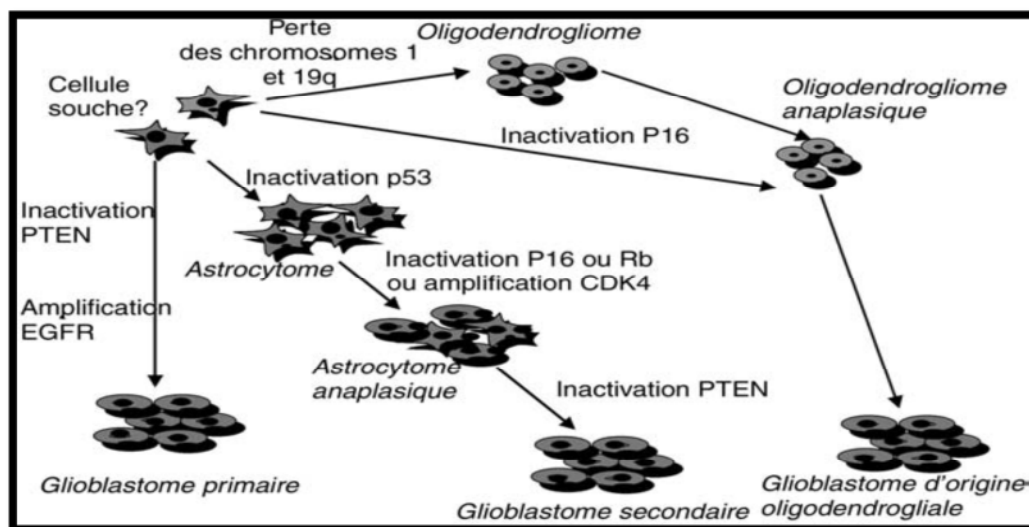 Perte
des chromosomes 1
et 19q
Oligodendrogliome
Cellule
souche?
Oligodendrogliome
anaplasique
Inactivation P16
Inactivation p53
Inactivation
PTEN
Astrocytome
Inactivation P16 ou Rb
ou amplification CDK4
Amplification
EGFR
Astrocytome
anaplasique
Inactivation PTEN
Glioblastome primaire
Glioblastome secondaire
Glioblastome d'origine
oligodendrogliale